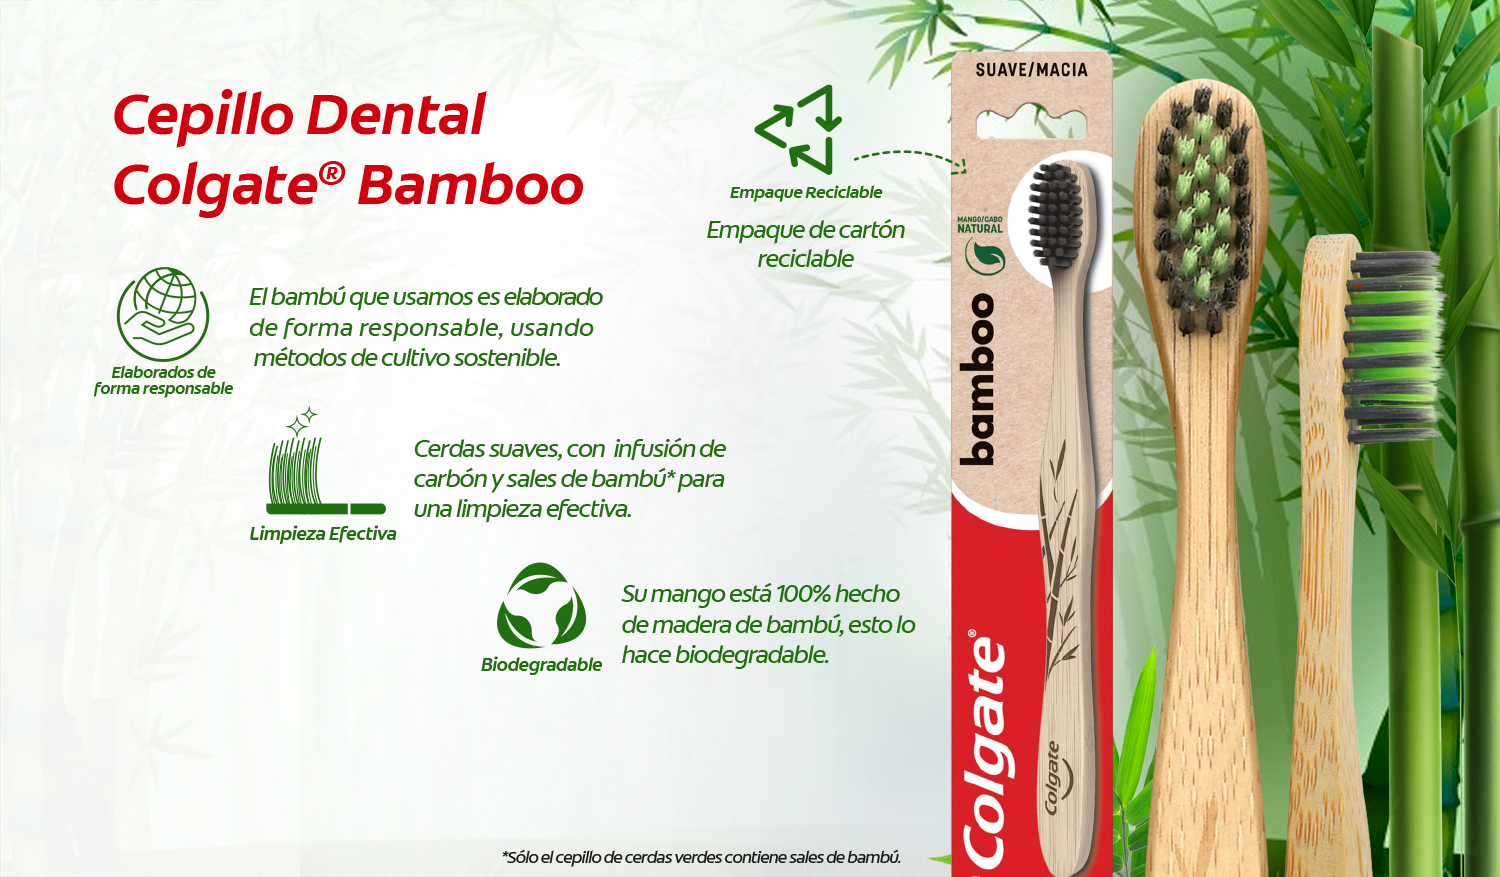 Cepillo Dental
Colgate® Bamboo
Elaborados de
forma responsable
El bambú que usamos es elaborado
de forma responsable, usando
métodos de cultivo sostenible.
Limpieza Efectiva
Cerdas suaves, con infusión de
carbón y sales de bambú* para
una limpieza efectiva.
Biodegradable
Su mango está 100% hecho
de madera de bambú, esto lo
hace biodegradable.
Empaque Reciclable
Empaque de cartón
reciclable
SUAVE/MACIA
MANGO/CABO
NATURAL
bamboo
Colgate®
Colgate
*Sólo el cepillo de cerdas verdes contiene sales de bambú.